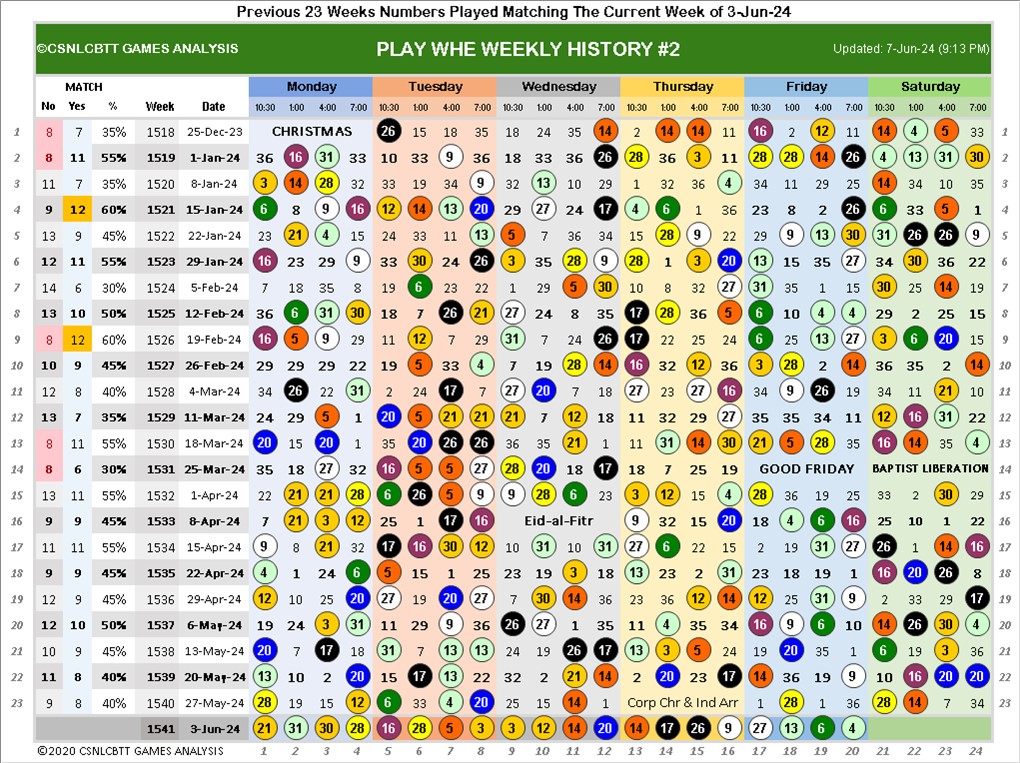 Previous 23 Weeks Numbers Played Matching The Current Week of 3-Jun-24
©CSNLCBTT GAMES ANALYSIS PLAY WHE WEEKLY HISTORY #2 Updated: 7-Jun-24 (9:13 PM)
MATCH Monday Tuesday Wednesday Thursday Friday Saturday
No Yes % Week Date 10:30 1:00 4:00 7:00 10:30 1:00 4:00 7:00 10:30 1:00 4:00 7:00 10:30 1:00 4:00 7:00 10:30 1:00 4:00 7:00 10:30 1:00 4:00 7:00
1 8 7 35% 1518 25-Dec-23 CHRISTMAS 26 15 18 35 18 24 35 14 2 14 14 11 16 2 12 11 14 4 5 33 1
2 8 11 55% 1519 1-Jan-24 36 16 31 33 10 33 9 36 18 33 36 26 28 36 3 11 28 28 14 26 4 13 31 30 2
3 11 7 35% 1520 8-Jan-24 3 14 28 32 33 19 34 9 32 13 10 29 1 32 36 4 34 11 29 25 14 34 10 35 3
4 9 12 60% 1521 15-Jan-24 6 8 9 16 12 14 13 20 29 27 24 17 4 6 1 36 23 8 2 26 6 33 5 1 4
5 13 9 45% 1522 22-Jan-24 23 21 4 15 24 33 11 13 5 7 36 34 15 28 9 22 29 9 13 30 31 22 26 9 5
6 12 11 55% 1523 29-Jan-24 16 23 29 9 33 30 24 26 3 35 28 9 28 1 3 20 13 15 35 27 34 30 36 22 6
7 14 6 30% 1524 5-Feb-24 7 18 35 8 19 6 23 22 1 29 5 30 10 8 32 27 31 35 1 15 30 25 14 19 7
8 13 10 50% 1525 12-Feb-24 36 6 31 30 18 7 26 21 27 24 8 35 17 28 36 5 6 10 4 4 29 2 25 15 8
9 8 12 60% 1526 19-Feb-24 16 5 9 29 11 12 7 29 31 7 24 26 17 22 25 24 6 25 13 27 3 6 20 15 9
10 10 9 45% 1527 26-Feb-24 29 29 29 22 19 5 33 4 7 19 28 14 16 32 12 36 3 28 2 14 36 35 2 14 10
11 12 8 40% 1528 4-Mar-24 34 26 22 31 2 24 17 7 27 20 7 18 27 23 27 16 34 9 26 19 34 11 21 10 11
12 13 7 35% 1529 11-Mar-24 24 29 5 1 20 5 21 21 21 7 12 18 11 32 29 27 35 35 34 11 12 16 31 22 12
13 8 11 55% 1530 18-Mar-24 20 15 20 1 35 20 26 26 36 35 21 1 11 31 14 30 21 5 28 35 16 14 35 4 13
14 8 6 30% 1531 25-Mar-24 35 18 27 32 16 5 5 27 28 20 18 17 18 7 25 19 GOOD FRIDAY BAPTIST LIBERATION 14
15 13 11 55% 1532 1-Apr-24 22 21 21 28 6 26 5 9 9 28 6 23 3 12 15 4 28 36 19 25 33 2 30 29 15
16 9 9 45% 1533 8-Apr-24 7 21 3 12 25 1 17 16 Eid-al-Fitr 9 32 15 20 18 4 6 16 25 10 1 22 16
17 11 11 55% 1534 15-Apr-24 9 8 21 32 17 16 30 12 10 31 10 31 27 6 22 15 2 19 31 27 26 1 14 16 17
18 9 9 45% 1535 22-Apr-24 4 1 24 6 5 15 1 25 23 19 3 18 13 23 2 31 23 18 19 1 16 20 26 8 18
19 12 9 45% 1536 29-Apr-24 12 10 25 20 27 19 20 27 7 30 14 36 23 36 12 14 12 19 31 9 2 33 29 17 19
20 12 10 50% 1537 6-May-24 19 24 3 31 11 29 9 36 26 27 1 35 11 4 35 34 16 9 6 10 14 26 30 4 20
21 10 9 45% 1538 13-May-24 20 7 17 34 31 7 13 13 24 11 26 17 13 3 5 24 19 20 35 1 6 19 3 36 21
22 11 8 40% 1539 20-May-24 13 10 2 20 15 17 13 22 32 2 21 14 2 20 23 17 14 36 19 9 10 16 20 20 22
23 9 8 40% 1540 27-May-24 28 19 15 12 6 33 4 20 25 15 14 1 Corp Chr & Ind Arr 1 28 1 36 28 14 7 34 23
1541 3-Jun-24 21 31 30 28 16 28 5 3 3 12 14 20 14 17 26 9 27 13 6 4
©2020 CSNLCBTT GAMES ANALYSIS 1 2 3 4 5 6 7 8 9 10 11 12 13 14 15 16 17 18 19 20 21 22 23 24